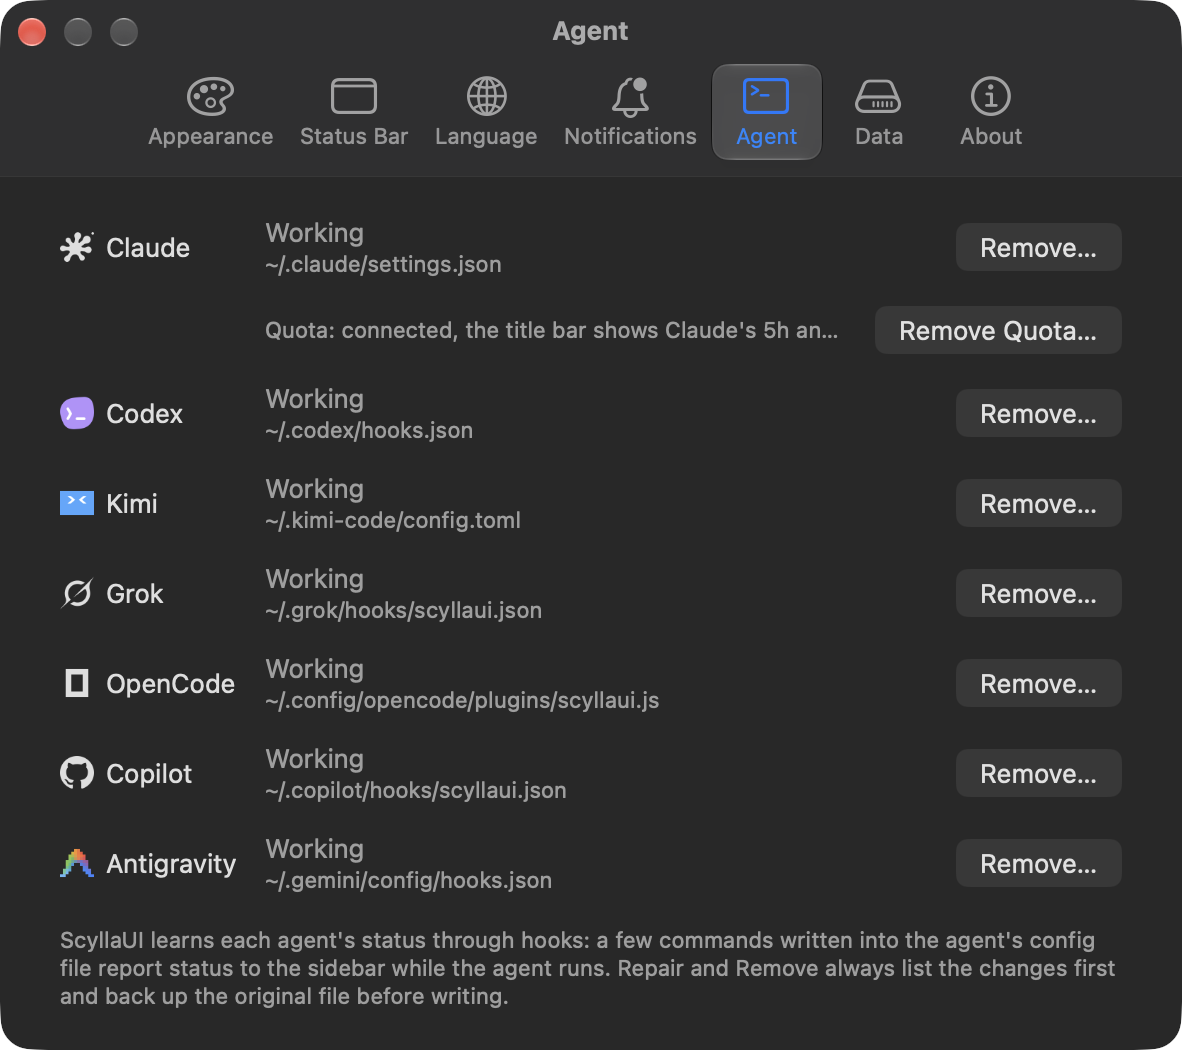 Agent
Appearance
Status Bar
Language
Notifications
Agent
Data
About
Claude
Working
~/.claude/settings.json
Remove...
Quota: connected, the title bar shows Claude's 5h an...
Remove Quota...
Codex
Working
~/.codex/hooks.json
Remove...
Kimi
Working
~/.kimi-code/config.toml
Remove...
Grok
Working
~/.grok/hooks/scyllaui.json
Remove...
OpenCode
Working
~/.config/opencode/plugins/scyllaui.js
Remove...
Copilot
Working
~/.copilot/hooks/scyllaui.json
Remove...
Antigravity
Working
~/.gemini/config/hooks.json
Remove...
ScyllaUI learns each agent's status through hooks: a few commands written into the agent's config
file report status to the sidebar while the agent runs. Repair and Remove always list the changes first
and back up the original file before writing.